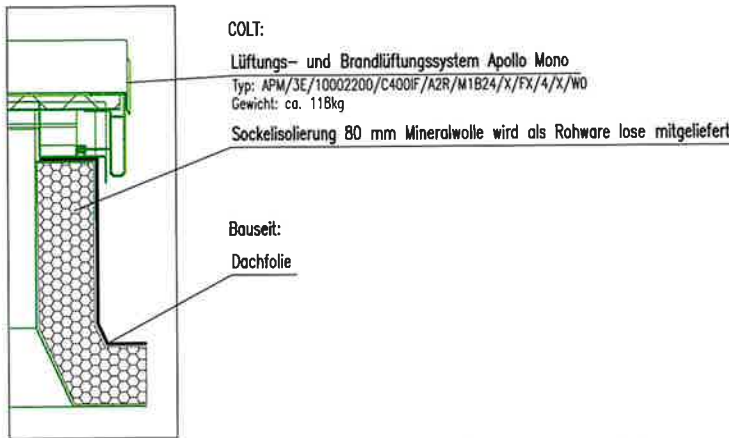 COLT:
Lüftungs- und Brandlüftungssystem Apollo Mono
Typ: APM/3E/10002200/C400IF/A2R/M1B24/X/FX/4/X/W0
Gewicht: ca. 118kg
Sockelisolierung 80 mm Mineralwolle wird als Rohware lose mitgeliefert
Bauseit:
Dachfolie